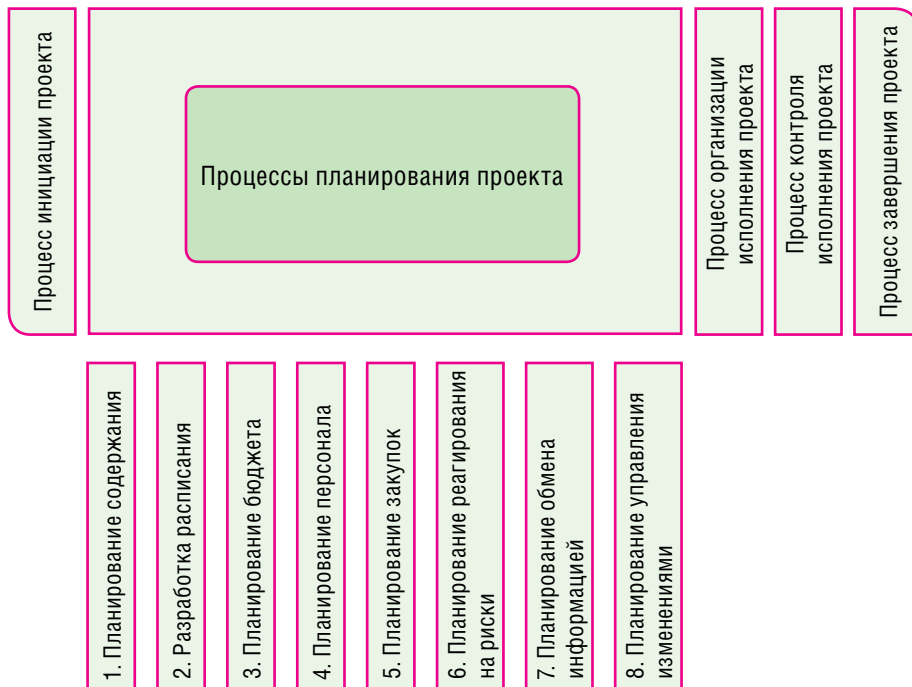 Процесс инициации проекта
Процессы планирования проекта
Процесс организации
исполнения проекта
Процесс контроля
исполнения проекта
Процесс завершения проекта
1. Планирование содержания
2. Разработка расписания
3. Планирование бюджета
4. Планирование персонала
5. Планирование закупок
6. Планирование реагирования
на риски
7. Планирование обмена
информацией
8. Планирование управления
изменениями